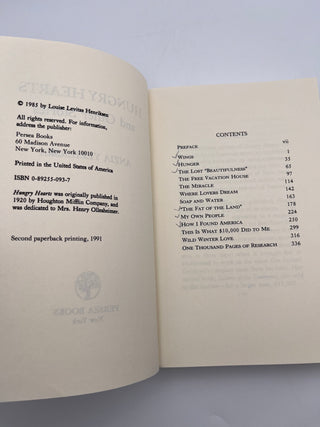 © 1985 by Louise Levitas Henriksen
All rights reserved. For information,
address the publisher:
Persea Books
60 Madison Avenue
New York, New York 10010
Printed in the United States of America
ISBN 0-89255-093-7
Hungry Hearts was originally published in
1920 by Houghton Mifflin Company, and
was dedicated to Mrs. Henry Ollesheimer.
Second paperback printing, 1991
CONTENTS
PREFACE vii
WINGS 1
HUNGER 35
THE LOST "BEAUTIFULNESS" 65
THE FREE VACATION HOUSE 97
THE MIRACLE 114
WHERE LOVERS DREAM 142
SOAP AND WATER 163
"THE FAT OF THE LAND" 178
MY OWN PEOPLE 224
HOW I FOUND AMERICA 250
THIS IS WHAT $10,000 DID TO ME 299
WILD WINTER LOVE 316
ONE THOUSAND PAGES OF RESEARCH 336